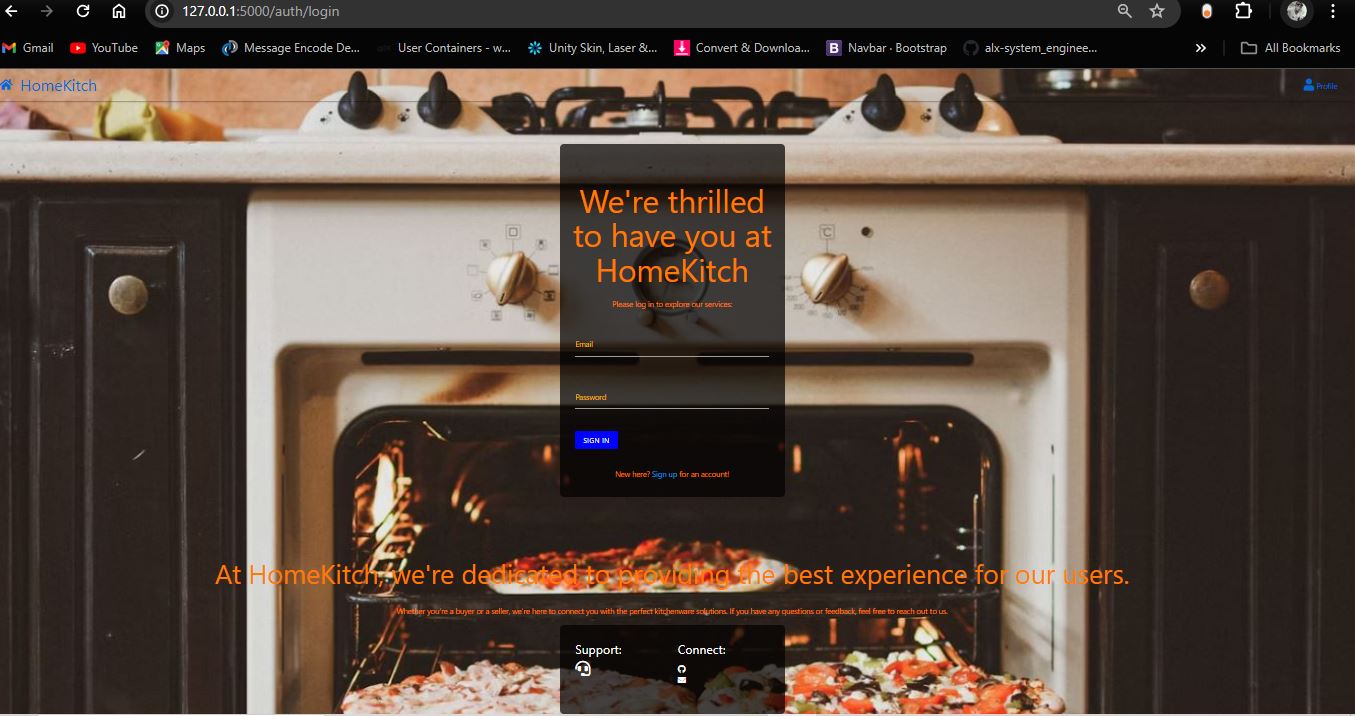 127.0.0.1:5000/auth/login
Gmail
YouTube
Maps
Message Encode De...
User Containers - w...
Unity Skin, Laser &...
Convert & Downloa...
B
Navbar · Bootstrap
alx-system_enginee...
»
All Bookmarks
HomeKitch
Profile
We're thrilled
to have you at
HomeKitch
Please log in to explore our services:
Email
Password
SIGN IN
New here? Sign up for an account!
At HomeKitch, we're dedicated to providing the best experience for our users.
Whether you're a buyer or a seller, we're here to connect you with the perfect kitchenware solutions. If you have any questions or feedback, feel free to reach out to us.
Support:
Connect: